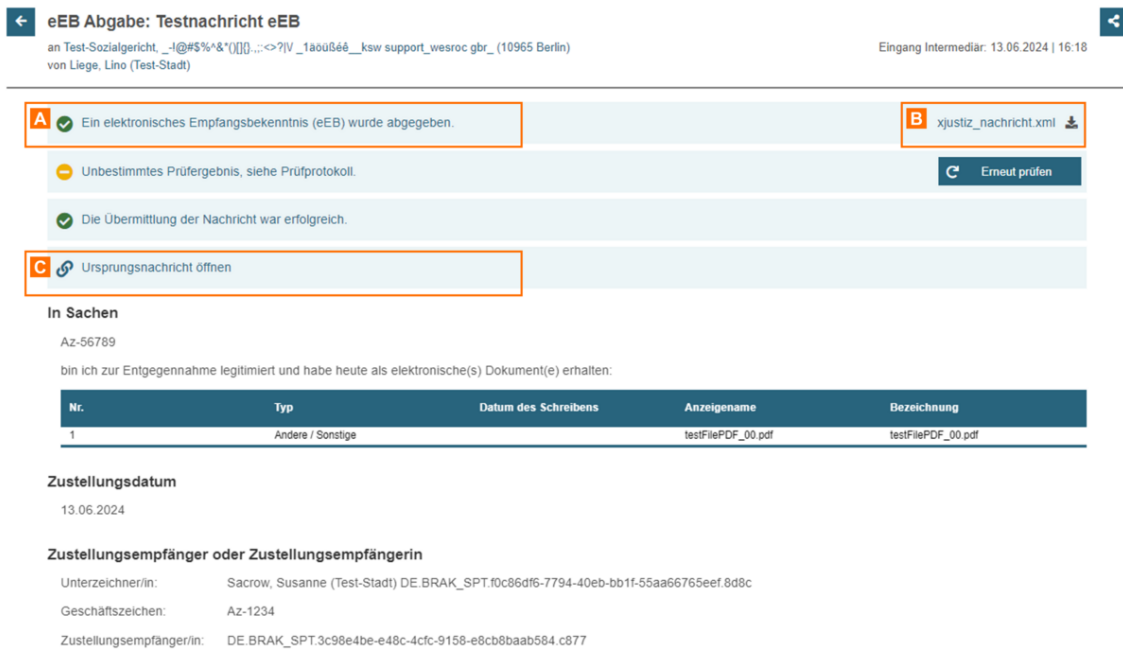 eEB Abgabe: Testnachricht eEB
an Test-Sozialgericht, _-!@#$%^&*()[]{}.,;:<>?|\/ _1äöüßéê__ksw support_wesroc gbr_ (10965 Berlin)
Eingang Intermediär: 13.06.2024 | 16:18
von Liege, Lino (Test-Stadt)
A Ein elektronisches Empfangsbekenntnis (eEB) wurde abgegeben.
B xjustiz_nachricht.xml
Unbestimmtes Prüfergebnis, siehe Prüfprotokoll.
Erneut prüfen
Die Übermittlung der Nachricht war erfolgreich.
C Ursprungsnachricht öffnen
In Sachen
Az-56789
bin ich zur Entgegennahme legitimiert und habe heute als elektronische(s) Dokument(e) erhalten:
Nr. Typ Datum des Schreibens Anzeigename Bezeichnung
1 Andere / Sonstige testFilePDF_00.pdf testFilePDF_00.pdf
Zustellungsdatum
13.06.2024
Zustellungsempfänger oder Zustellungsempfängerin
Unterzeichner/in: Sacrow, Susanne (Test-Stadt) DE.BRAK_SPT.f0c86df6-7794-40eb-bb1f-55aa66765eef.8d8c
Geschäftszeichen: Az-1234
Zustellungsempfänger/in: DE.BRAK_SPT.3c98e4be-e48c-4cfc-9158-e8cb8baab584.c877